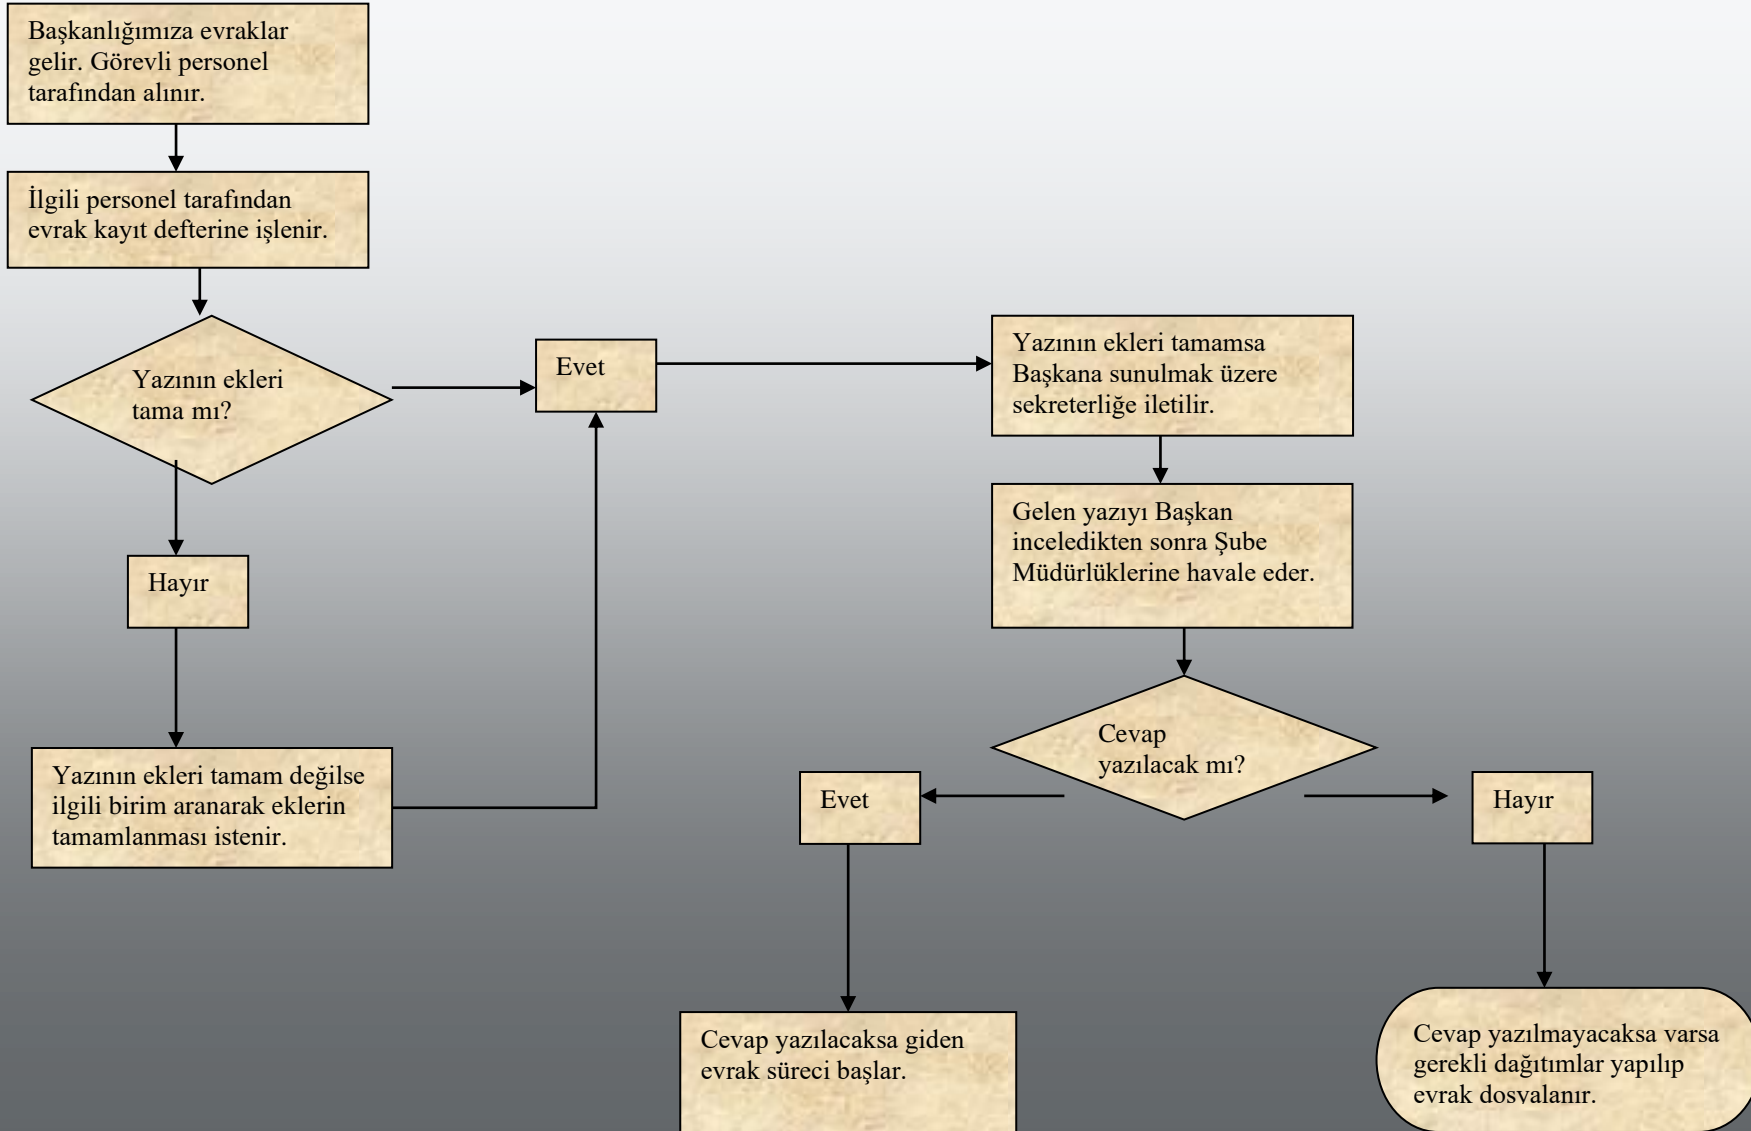 Başkanlığımıza evraklar
gelir. Görevli personel
tarafından alınır.
İlgili personel tarafından
evrak kayıt defterine işlenir.
Yazının ekleri
tama mı?
Evet
Yazının ekleri tamamsa
Başkana sunulmak üzere
sekreterliğe iletilir.
Gelen yazıyı Başkan
inceledikten sonra Şube
Müdürlüklerine havale eder.
Hayır
Yazının ekleri tamam değilse
ilgili birim aranarak eklerin
tamamlanması istenir.
Cevap
yazılacak mı?
Evet
Hayır
Cevap yazılacaksa giden
evrak süreci başlar.
Cevap yazılmayacaksa varsa
gerekli dağıtımlar yapılıp
evrak dosyalanır.